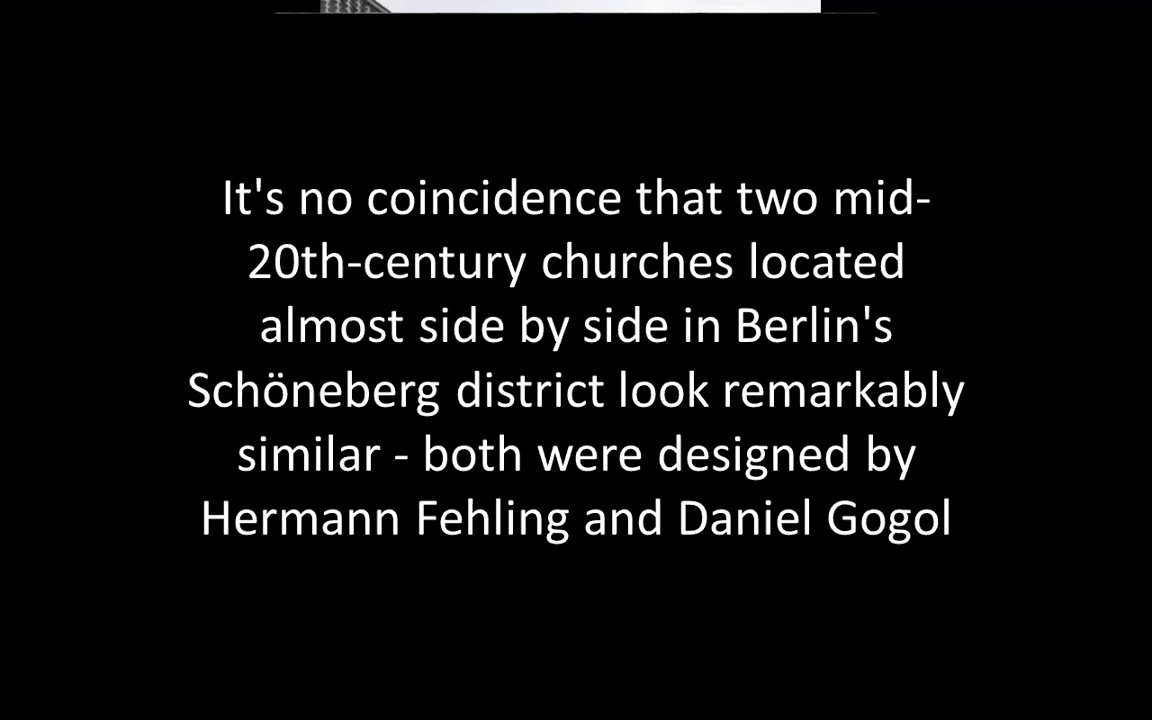 It's no coincidence that two mid-
20th-century churches located
almost side by side in Berlin's
Schöneberg district look remarkably
similar - both were designed by
Hermann Fehling and Daniel Gogol